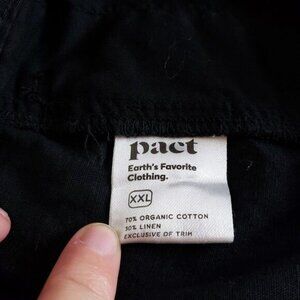 pact
Earth's Favorite
Clothing.
XXL
70% ORGANIC COTTON
30% LINEN
EXCLUSIVE OF TRIM